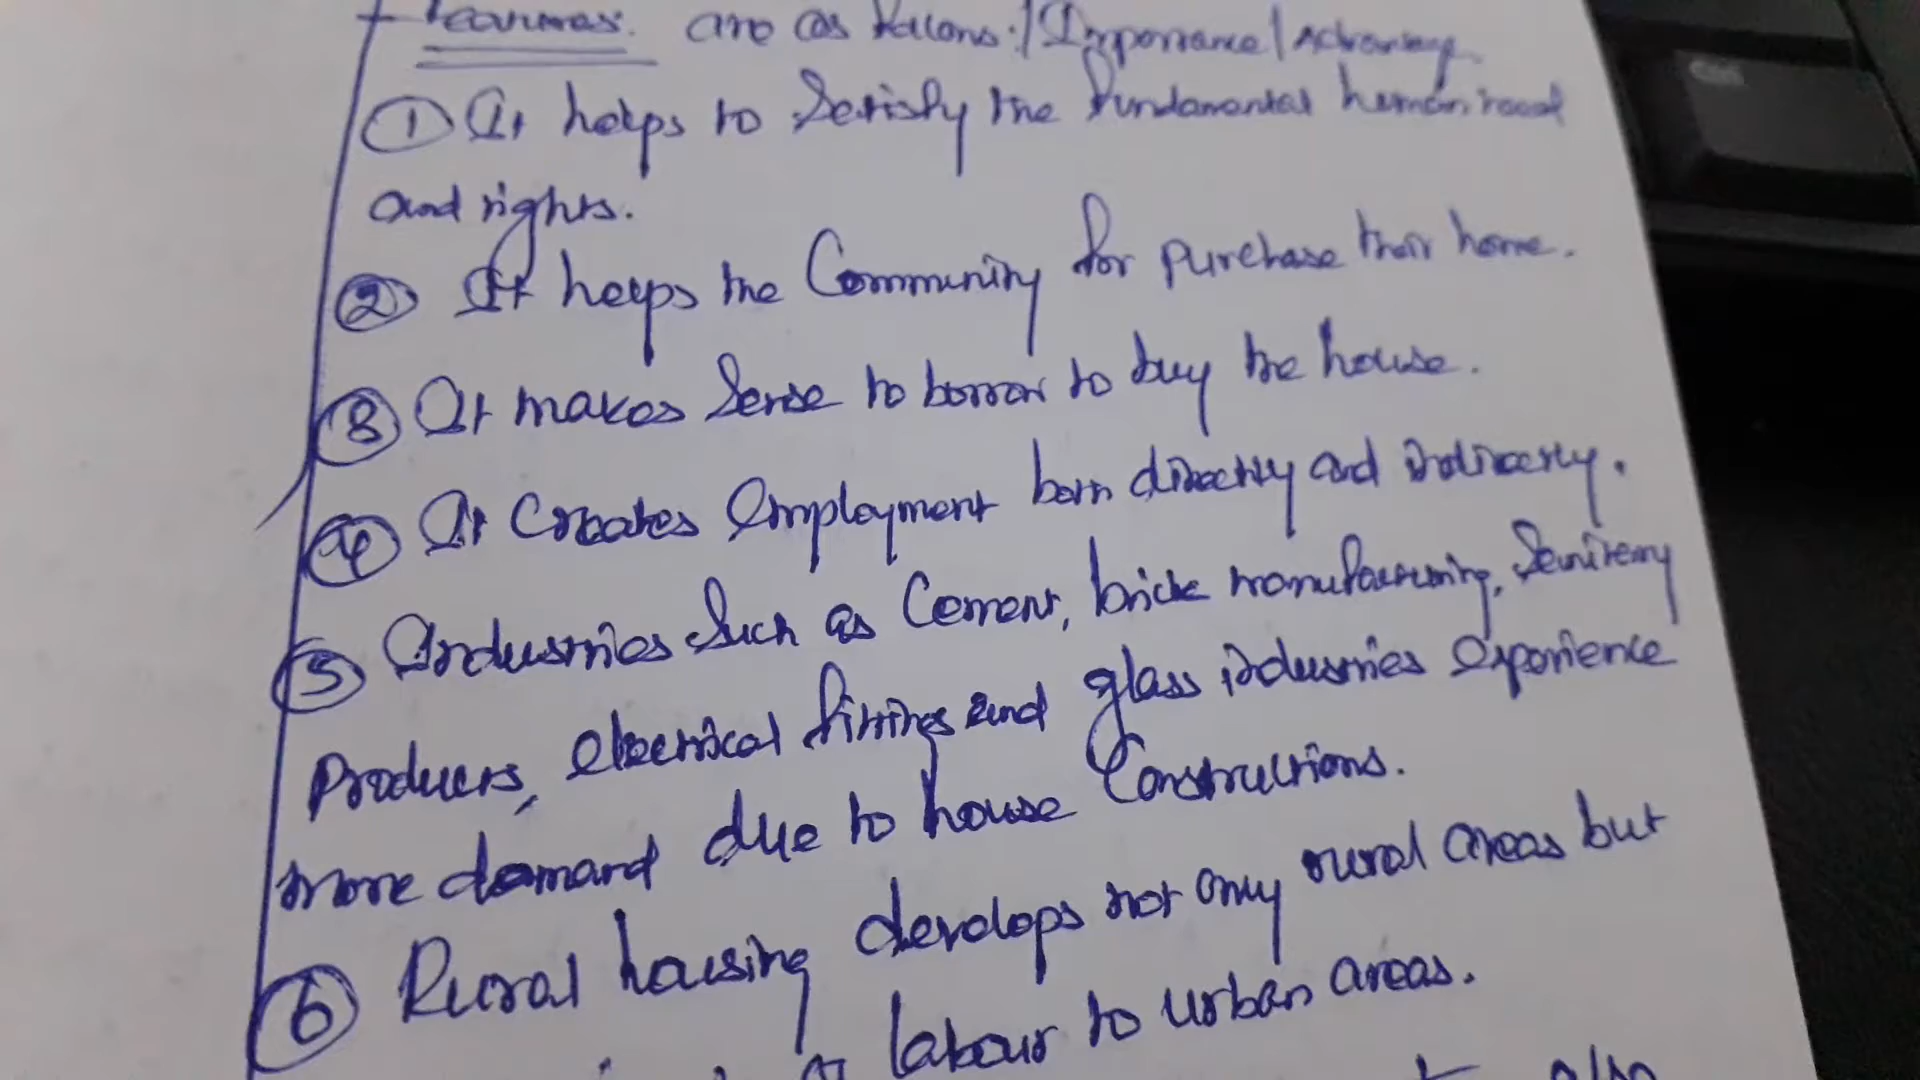 Features: are as follows:/Importance/Advantag
① It helps to satisfy the fundamental human need
and rights.
② It helps the Community for purchase their home.
③ It makes sense to borrow to buy the house.
④ It creates employment both directly and indirectly.
⑤ Industries such as Cement, brick manufacturing, Sanitary
Products, electrical fittings and glass industries experience
more demand due to house Constructions.
⑥ Rural housing develops not only rural areas but
labour to urban areas.